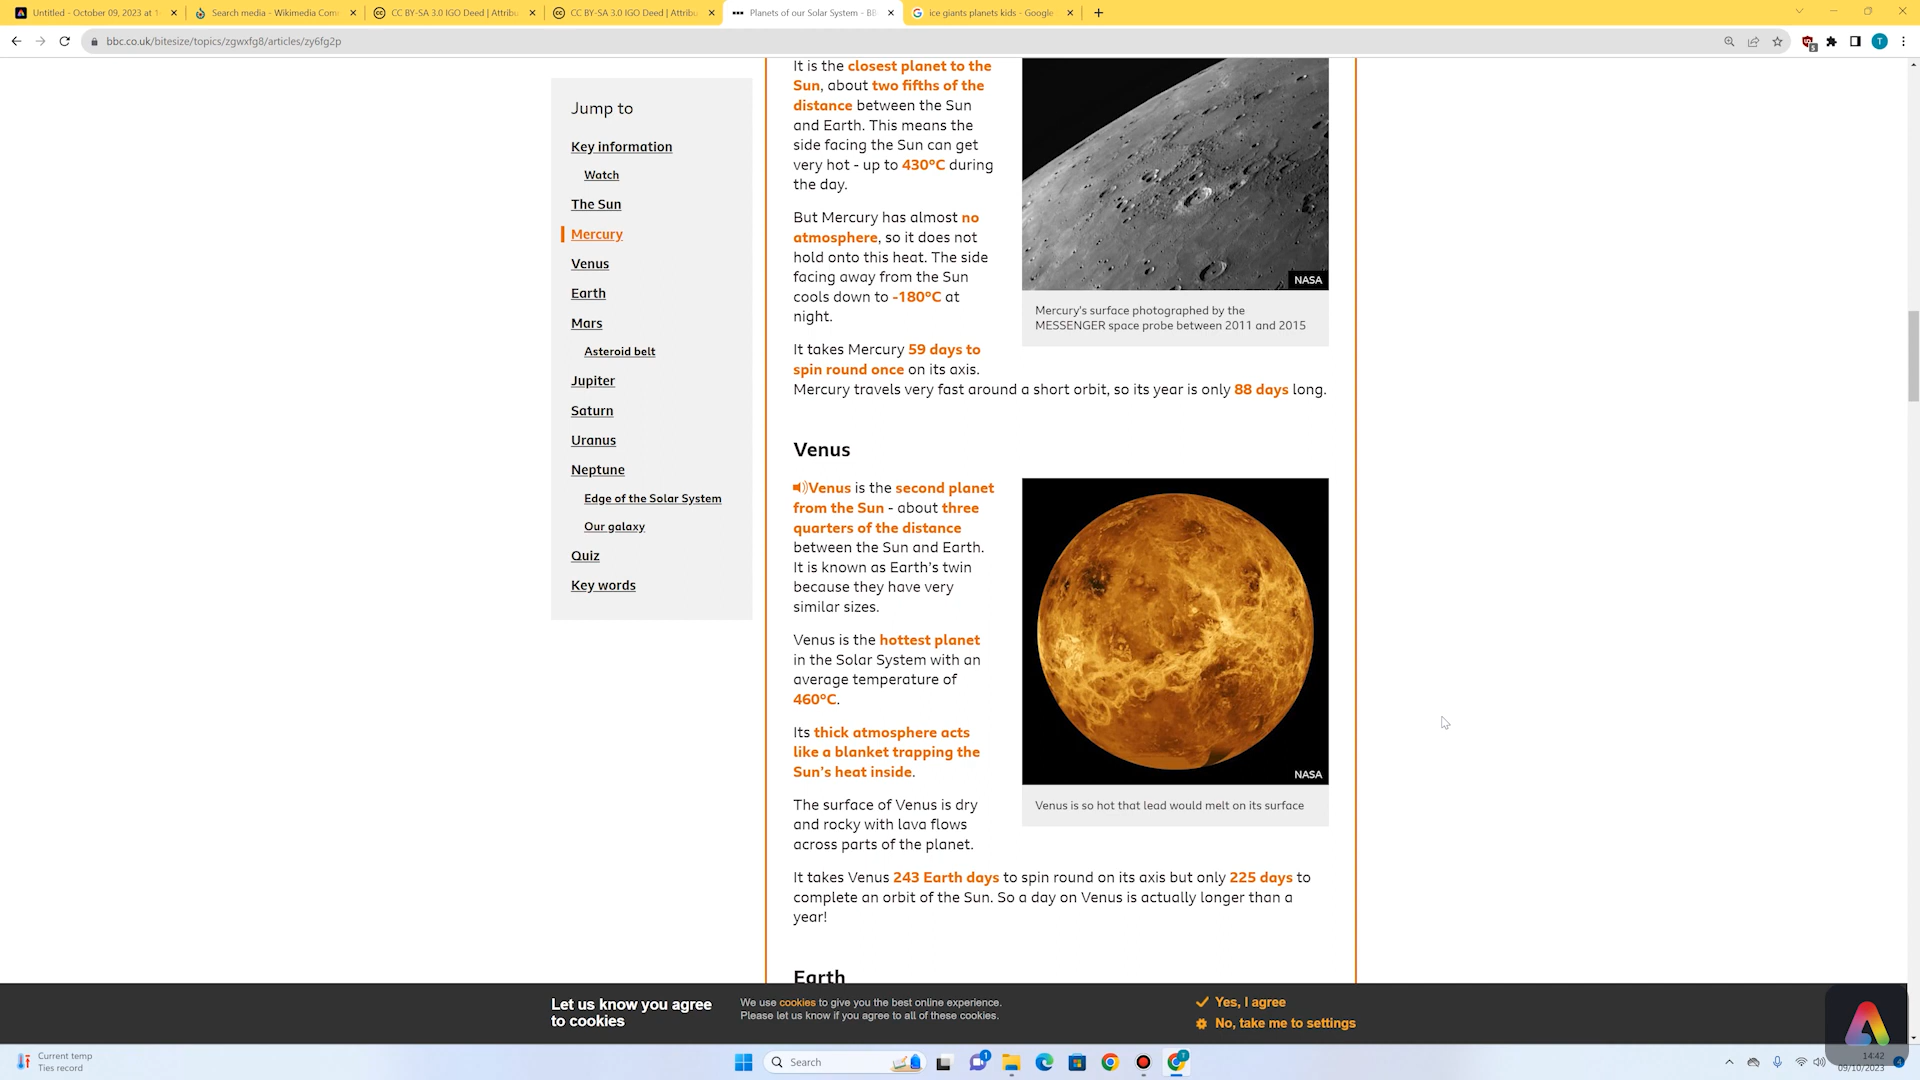 Untitled - October 09, 2023 at 1
Search media - Wikimedia Com
CC BY-SA 3.0 IGO Deed | Attribu
CC BY-SA 3.0 IGO Deed | Attribu
Planets of our Solar System - BB
ice giants planets kids - Google
bbc.co.uk/bitesize/topics/zgwxfg8/articles/zy6fg2p
Jump to
Key information
Watch
The Sun
Mercury
Venus
Earth
Mars
Asteroid belt
Jupiter
Saturn
Uranus
Neptune
Edge of the Solar System
Our galaxy
Quiz
Key words
It is the closest planet to the
Sun, about two fifths of the
distance between the Sun
and Earth. This means the
side facing the Sun can get
very hot - up to 430°C during
the day.
But Mercury has almost no
atmosphere, so it does not
hold onto this heat. The side
facing away from the Sun
cools down to -180°C at
night.
It takes Mercury 59 days to
spin round once on its axis.
Mercury travels very fast around a short orbit, so its year is only 88 days long.
NASA
Mercury's surface photographed by the
MESSENGER space probe between 2011 and 2015
Venus
Venus is the second planet
from the Sun - about three
quarters of the distance
between the Sun and Earth.
It is known as Earth's twin
because they have very
similar sizes.
Venus is the hottest planet
in the Solar System with an
average temperature of
460°C.
Its thick atmosphere acts
like a blanket trapping the
Sun's heat inside.
The surface of Venus is dry
and rocky with lava flows
across parts of the planet.
NASA
Venus is so hot that lead would melt on its surface
It takes Venus 243 Earth days to spin round on its axis but only 225 days to
complete an orbit of the Sun. So a day on Venus is actually longer than a
year!
Earth
Let us know you agree
to cookies
We use cookies to give you the best online experience.
Please let us know if you agree to all of these cookies.
Yes, I agree
No, take me to settings
Current temp
Ties record
Search
14:42
09/10/2023